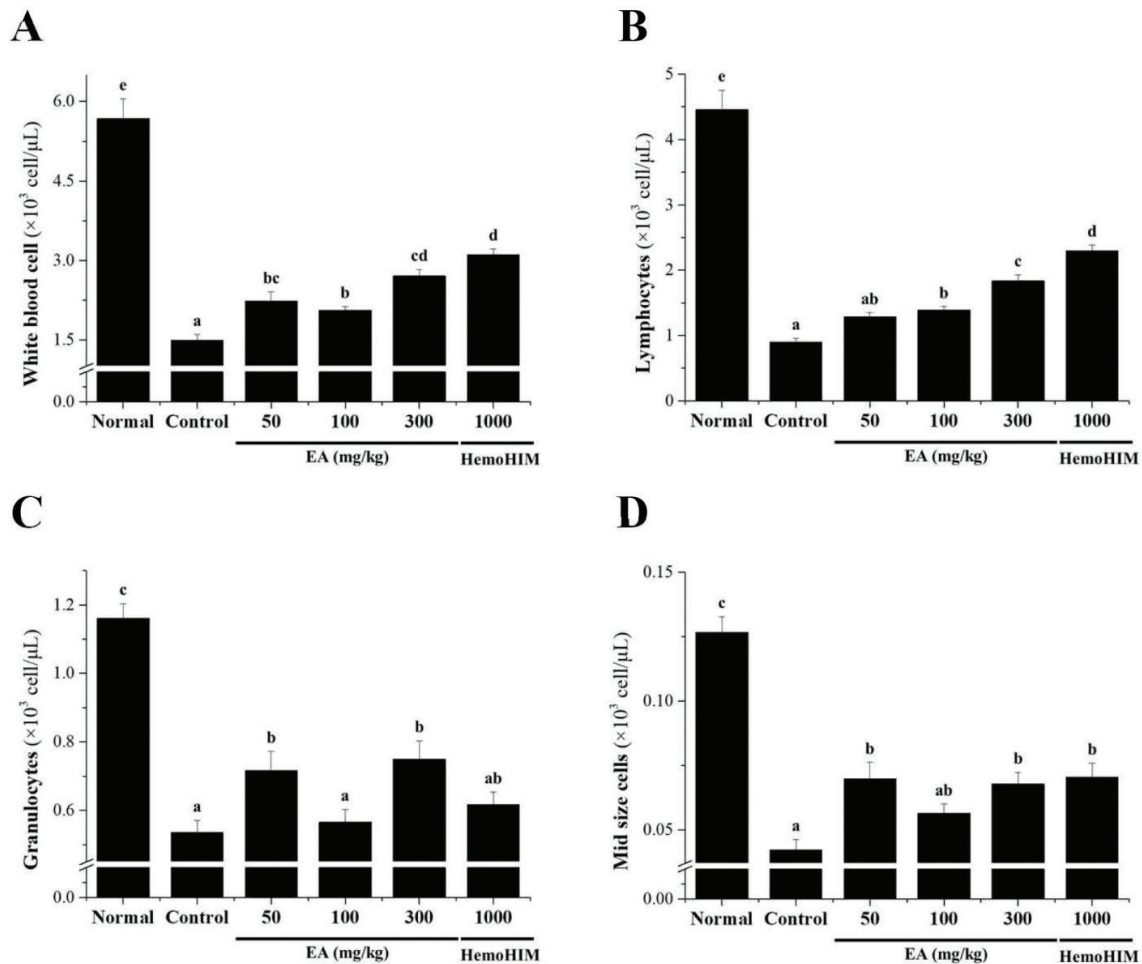 A
White blood cell (×10³ cell/μL)
6.0
4.5
3.0
1.5
0.0
e
a
bc
b
cd
d
Normal Control 50 100 300 1000
EA (mg/kg) HemoHIM
B
Lymphocytes (×10³ cell/μL)
5
4
3
2
1
0
e
a
ab
b
c
d
Normal Control 50 100 300 1000
EA (mg/kg) HemoHIM
C
Granulocytes (×10³ cell/μL)
1.2
1.0
0.8
0.6
0.0
c
a
b
a
b
ab
Normal Control 50 100 300 1000
EA (mg/kg) HemoHIM
D
Mid size cells (×10³ cell/μL)
0.15
0.10
0.05
0.00
c
a
b
ab
b
b
Normal Control 50 100 300 1000
EA (mg/kg) HemoHIM